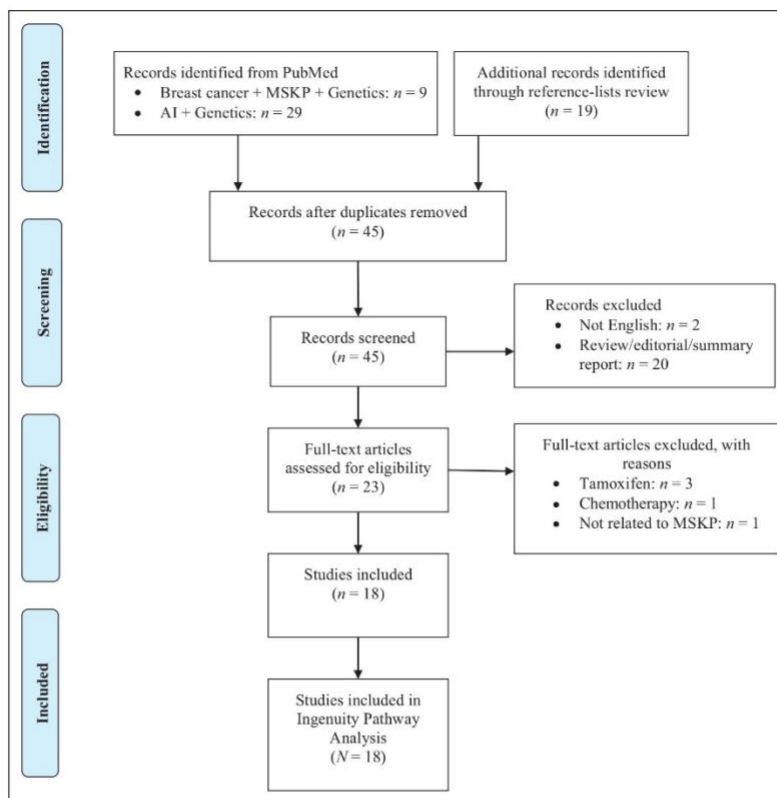 Identification
Records identified from PubMed
• Breast cancer + MSKP + Genetics: n = 9
• AI + Genetics: n = 29
Additional records identified
through reference-lists review
(n = 19)
Records after duplicates removed
(n = 45)
Screening
Records screened
(n = 45)
Records excluded
• Not English: n = 2
• Review/editorial/summary
report: n = 20
Eligibility
Full-text articles
assessed for eligibility
(n = 23)
Full-text articles excluded, with
reasons
• Tamoxifen: n = 3
• Chemotherapy: n = 1
• Not related to MSKP: n = 1
Studies included
(n = 18)
Included
Studies included in
Ingenuity Pathway
Analysis
(N = 18)